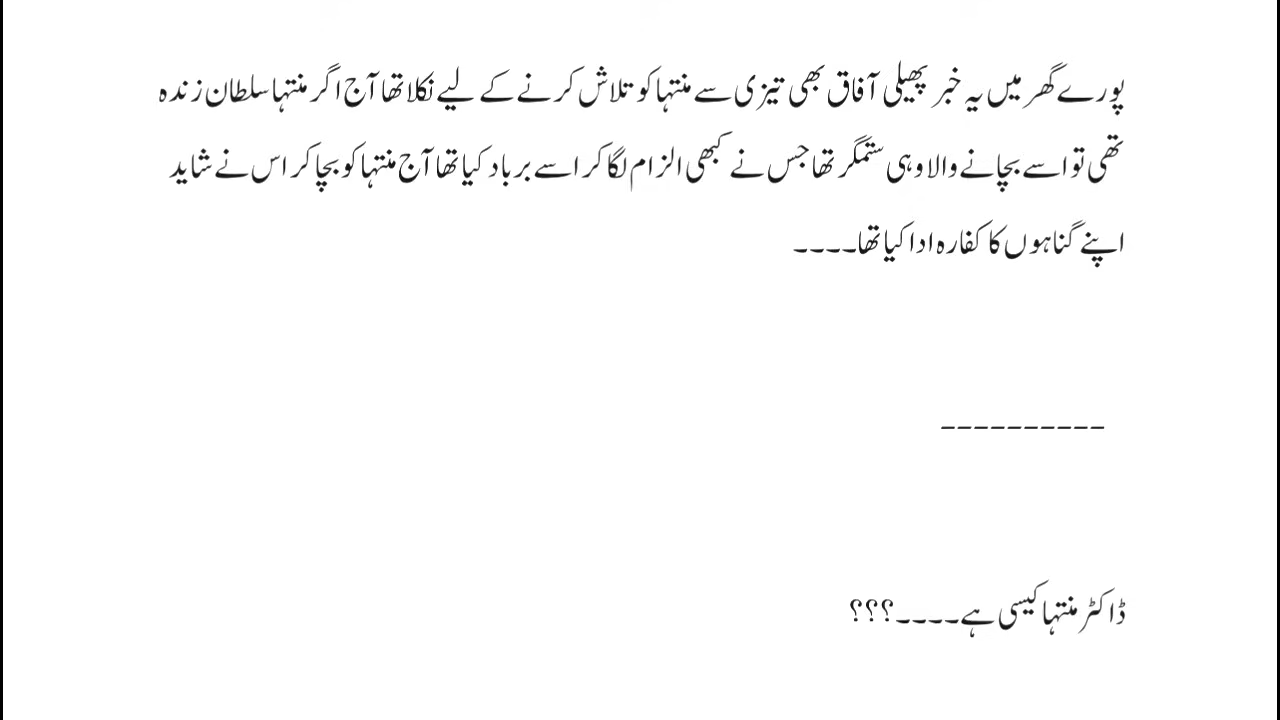 پورے گھر میں یہ خبر پھیلی آفاق بھی تیزی سے منتہا کو تلاش کرنے کے لیے نکلا تھا آج اگر منتہا سلطان زندہ
تھی تو اسے بچانے والا وہی ستمگر تھا جس نے کبھی الزام لگا کر اسے برباد کیا تھا آج منتہا کو بچا کر اس نے شاید
اپنے گناہوں کا کفارہ ادا کیا تھا۔۔۔۔
----------
ڈاکٹر منتہا کیسی ہے۔۔۔۔؟؟؟